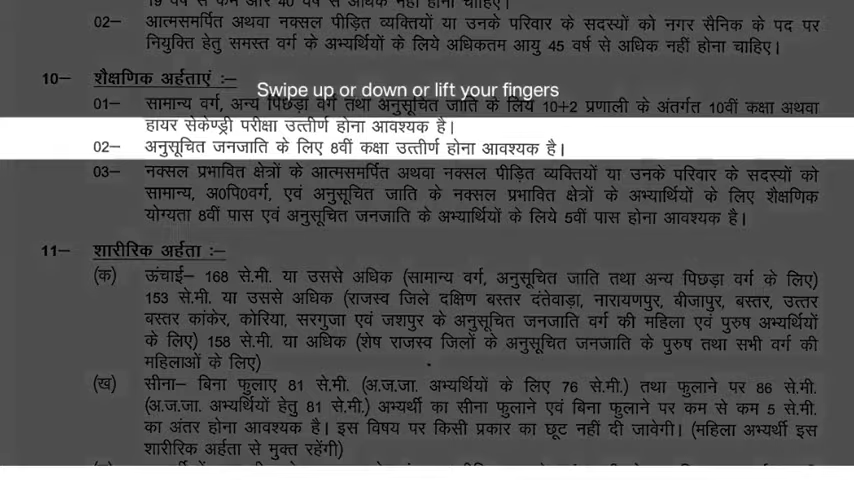 19 वर्ष से कम और 40 वर्ष से अधिक नहीं होना चाहिए।
02— आत्मसमर्पित अथवा नक्सल पीड़ित व्यक्तियों या उनके परिवार के सदस्यों को नगर सैनिक के पद पर
नियुक्ति हेतु समस्त वर्ग के अभ्यर्थियों के लिये अधिकतम आयु 45 वर्ष से अधिक नहीं होना चाहिए।
10— शैक्षणिक अर्हताएं :—
Swipe up or down or lift your fingers
01— सामान्य वर्ग, अन्य पिछड़ा वर्ग तथा अनुसूचित जाति के लिये 10+2 प्रणाली के अंतर्गत 10वीं कक्षा अथवा
हायर सेकेण्ड्री परीक्षा उत्तीर्ण होना आवश्यक है।
02— अनुसूचित जनजाति के लिए 8वीं कक्षा उत्तीर्ण होना आवश्यक है।
03— नक्सल प्रभावित क्षेत्रों के आत्मसमर्पित अथवा नक्सल पीड़ित व्यक्तियों या उनके परिवार के सदस्यों को
सामान्य, अ0पि0वर्ग, एवं अनुसूचित जाति के नक्सल प्रभावित क्षेत्रों के अभ्यार्थियों के लिए शैक्षणिक
योग्यता 8वीं पास एवं अनुसूचित जनजाति के अभ्यार्थियों के लिये 5वीं पास होना आवश्यक है।
11— शारीरिक अर्हता :—
(क) ऊंचाई— 168 से.मी. या उससे अधिक (सामान्य वर्ग, अनुसूचित जाति तथा अन्य पिछड़ा वर्ग के लिए)
153 से.मी. या उससे अधिक (राजस्व जिले दक्षिण बस्तर दंतेवाड़ा, नारायणपुर, बीजापुर, बस्तर, उत्तर
बस्तर कांकेर, कोरिया, सरगुजा एवं जशपुर के अनुसूचित जनजाति वर्ग की महिला एवं पुरुष अभ्यर्थियों
के लिए) 158 से.मी. या अधिक (शेष राजस्व जिलों के अनुसूचित जनजाति के पुरुष तथा सभी वर्ग की
महिलाओं के लिए)
(ख) सीना— बिना फुलाए 81 से.मी. (अ.ज.जा. अभ्यर्थियों के लिए 76 से.मी.) तथा फुलाने पर 86 से.मी.
(अ.ज.जा. अभ्यर्थियों हेतु 81 से.मी.) अभ्यर्थी का सीना फुलाने एवं बिना फुलाने पर कम से कम 5 से.मी.
का अंतर होना आवश्यक है। इस विषय पर किसी प्रकार का छूट नहीं दी जावेगी। (महिला अभ्यर्थी इस
शारीरिक अर्हता से मुक्त रहेंगी)